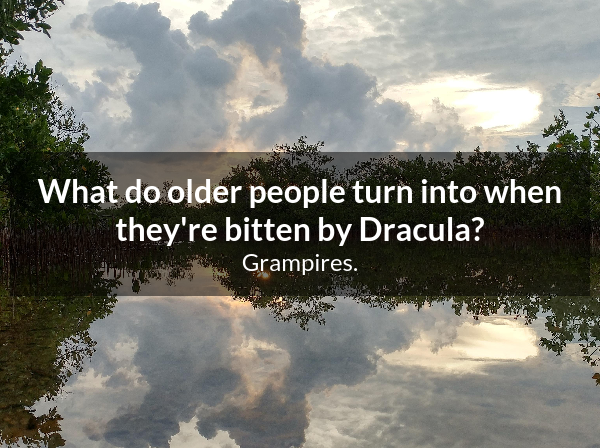 What do older people turn into when
they're bitten by Dracula?
Grampires.